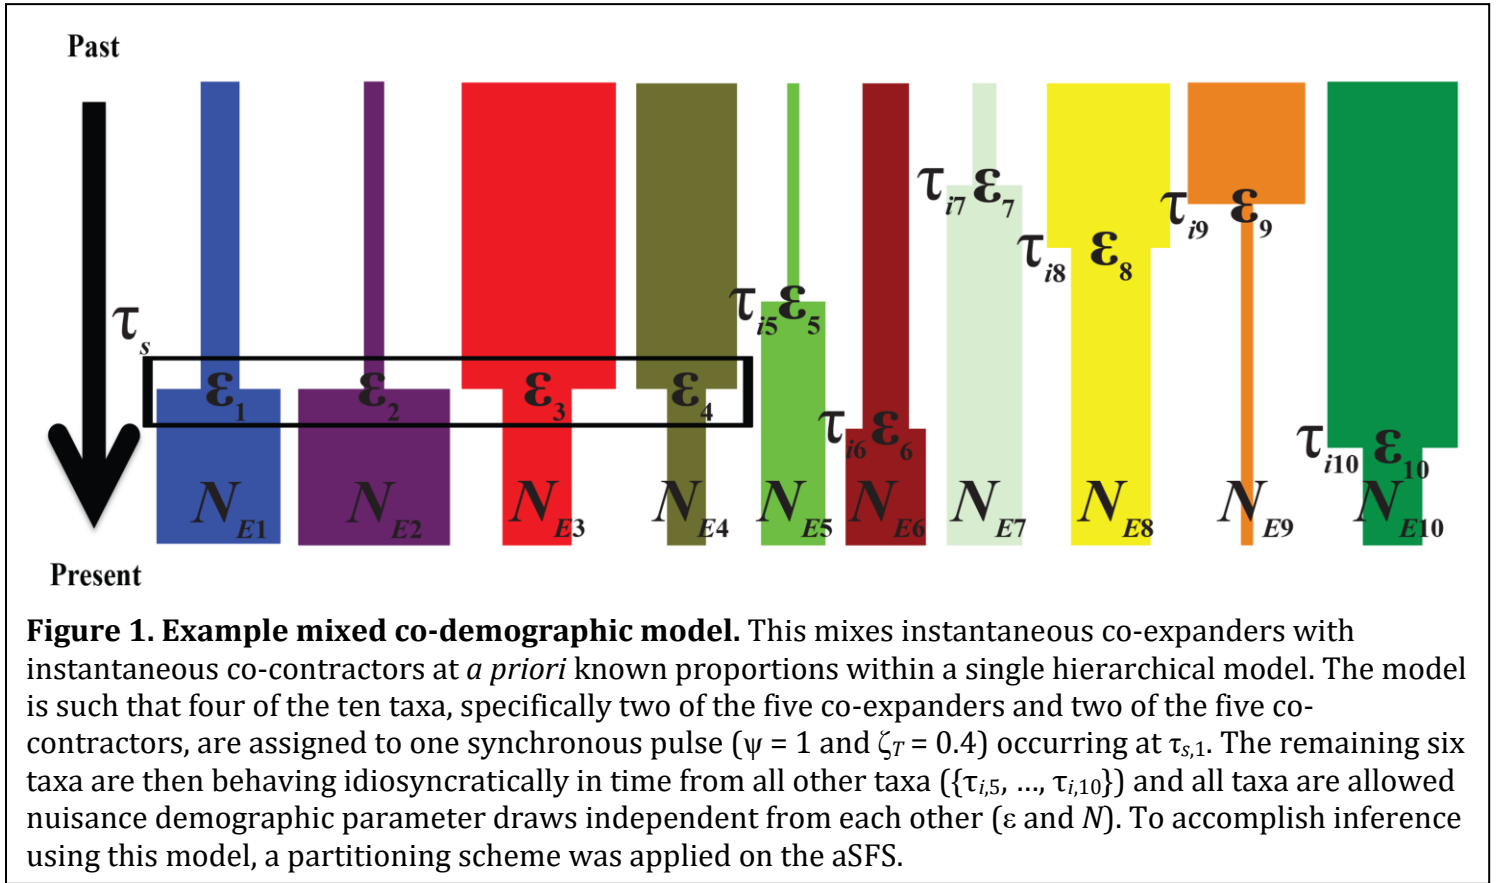 Past
τi7 ε7
τi9 ε9
τi8 ε8
τs
τi5 ε5
ε1 ε2 ε3 ε4
τi6 ε6
τi10 ε10
NE1 NE2 NE3 NE4 NE5 NE6 NE7 NE8 NE9 NE10
Present
Figure 1. Example mixed co-demographic model. This mixes instantaneous co-expanders with
instantaneous co-contractors at a priori known proportions within a single hierarchical model. The model
is such that four of the ten taxa, specifically two of the five co-expanders and two of the five co-
contractors, are assigned to one synchronous pulse (ψ = 1 and ζT = 0.4) occurring at τs,1. The remaining six
taxa are then behaving idiosyncratically in time from all other taxa ({τi,5, ..., τi,10}) and all taxa are allowed
nuisance demographic parameter draws independent from each other (ε and N). To accomplish inference
using this model, a partitioning scheme was applied on the aSFS.